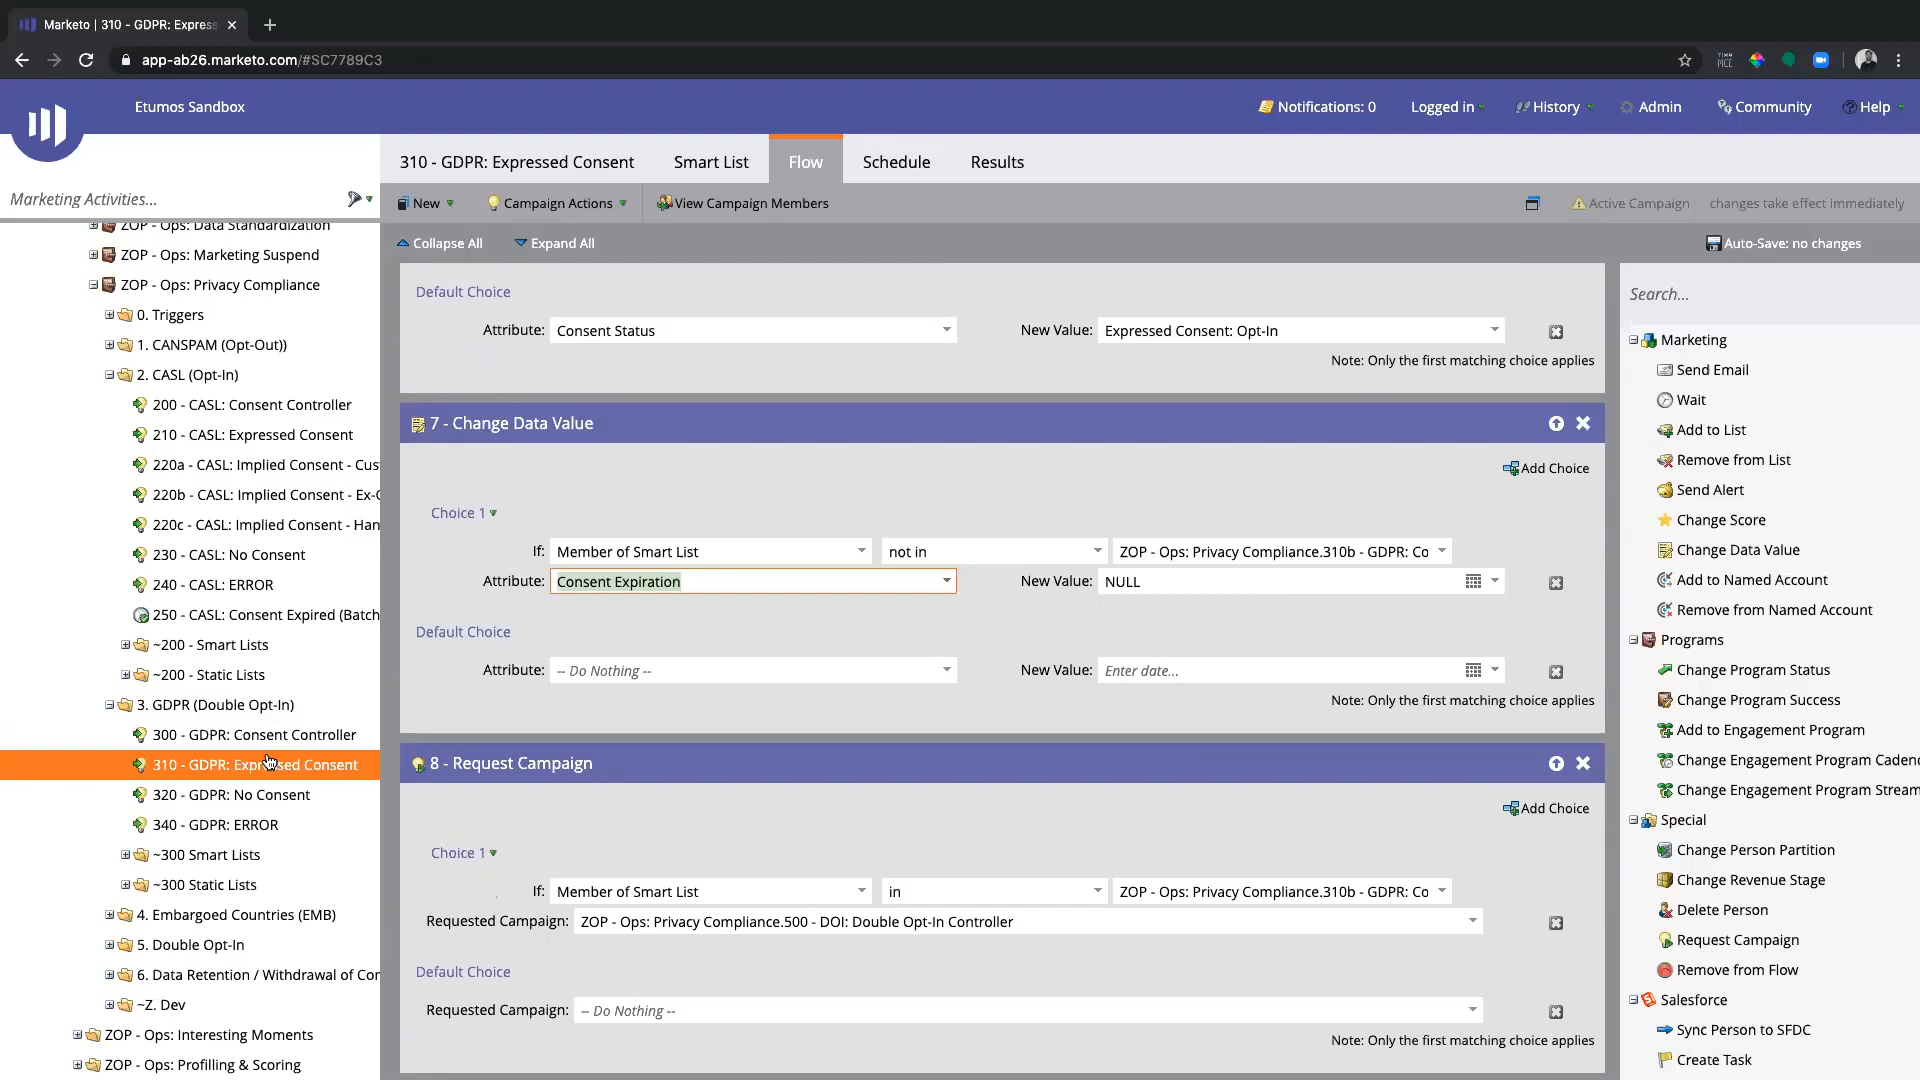 Marketo | 310 - GDPR: Express
app-ab26.marketo.com/#SC7789C3
Etumos Sandbox
Notifications: 0
Logged in
History
Admin
Community
Help
310 - GDPR: Expressed Consent
Smart List
Flow
Schedule
Results
Marketing Activities...
New
Campaign Actions
View Campaign Members
Active Campaign
changes take effect immediately
Collapse All
Expand All
Auto-Save: no changes
ZOP - Ops: Data Standardization
ZOP - Ops: Marketing Suspend
ZOP - Ops: Privacy Compliance
0. Triggers
1. CANSPAM (Opt-Out))
2. CASL (Opt-In)
200 - CASL: Consent Controller
210 - CASL: Expressed Consent
220a - CASL: Implied Consent - Cus
220b - CASL: Implied Consent - Ex-C
220c - CASL: Implied Consent - Han
230 - CASL: No Consent
240 - CASL: ERROR
250 - CASL: Consent Expired (Batch
~200 - Smart Lists
~200 - Static Lists
3. GDPR (Double Opt-In)
300 - GDPR: Consent Controller
310 - GDPR: Expressed Consent
320 - GDPR: No Consent
340 - GDPR: ERROR
~300 Smart Lists
~300 Static Lists
4. Embargoed Countries (EMB)
5. Double Opt-In
6. Data Retention / Withdrawal of Con
~Z. Dev
ZOP - Ops: Interesting Moments
ZOP - Ops: Profilling & Scoring
Default Choice
Attribute: Consent Status New Value: Expressed Consent: Opt-In
Note: Only the first matching choice applies
7 - Change Data Value
Add Choice
Choice 1
If: Member of Smart List not in ZOP - Ops: Privacy Compliance.310b - GDPR: Co
Attribute: Consent Expiration New Value: NULL
Default Choice
Attribute: -- Do Nothing -- New Value: Enter date...
Note: Only the first matching choice applies
8 - Request Campaign
Add Choice
Choice 1
If: Member of Smart List in ZOP - Ops: Privacy Compliance.310b - GDPR: Co
Requested Campaign: ZOP - Ops: Privacy Compliance.500 - DOI: Double Opt-In Controller
Default Choice
Requested Campaign: -- Do Nothing --
Note: Only the first matching choice applies
Search...
Marketing
Send Email
Wait
Add to List
Remove from List
Send Alert
Change Score
Change Data Value
Add to Named Account
Remove from Named Account
Programs
Change Program Status
Change Program Success
Add to Engagement Program
Change Engagement Program Cadenc
Change Engagement Program Stream
Special
Change Person Partition
Change Revenue Stage
Delete Person
Request Campaign
Remove from Flow
Salesforce
Sync Person to SFDC
Create Task